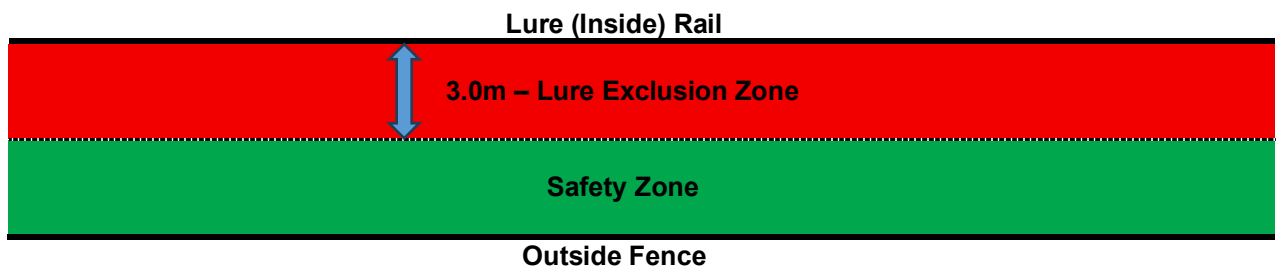 Lure (Inside) Rail
3.0m – Lure Exclusion Zone
Safety Zone
Outside Fence